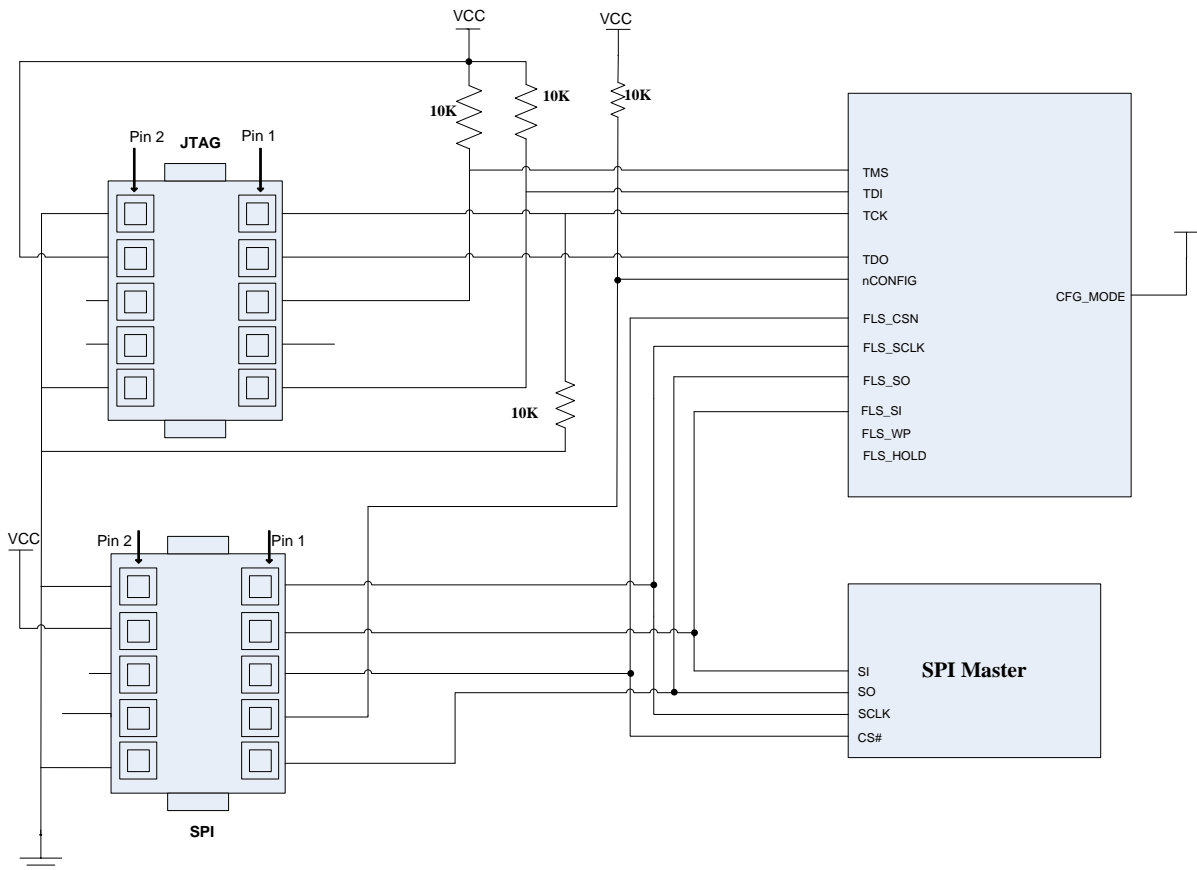 VCC
VCC
10K
10K
10K
Pin 2
JTAG
Pin 1
TMS
TDI
TCK
TDO
nCONFIG
CFG_MODE
FLS_CSN
FLS_SCLK
FLS_SO
FLS_SI
FLS_WP
FLS_HOLD
10K
VCC
Pin 2
Pin 1
SPI Master
SI
SO
SCLK
CS#
SPI